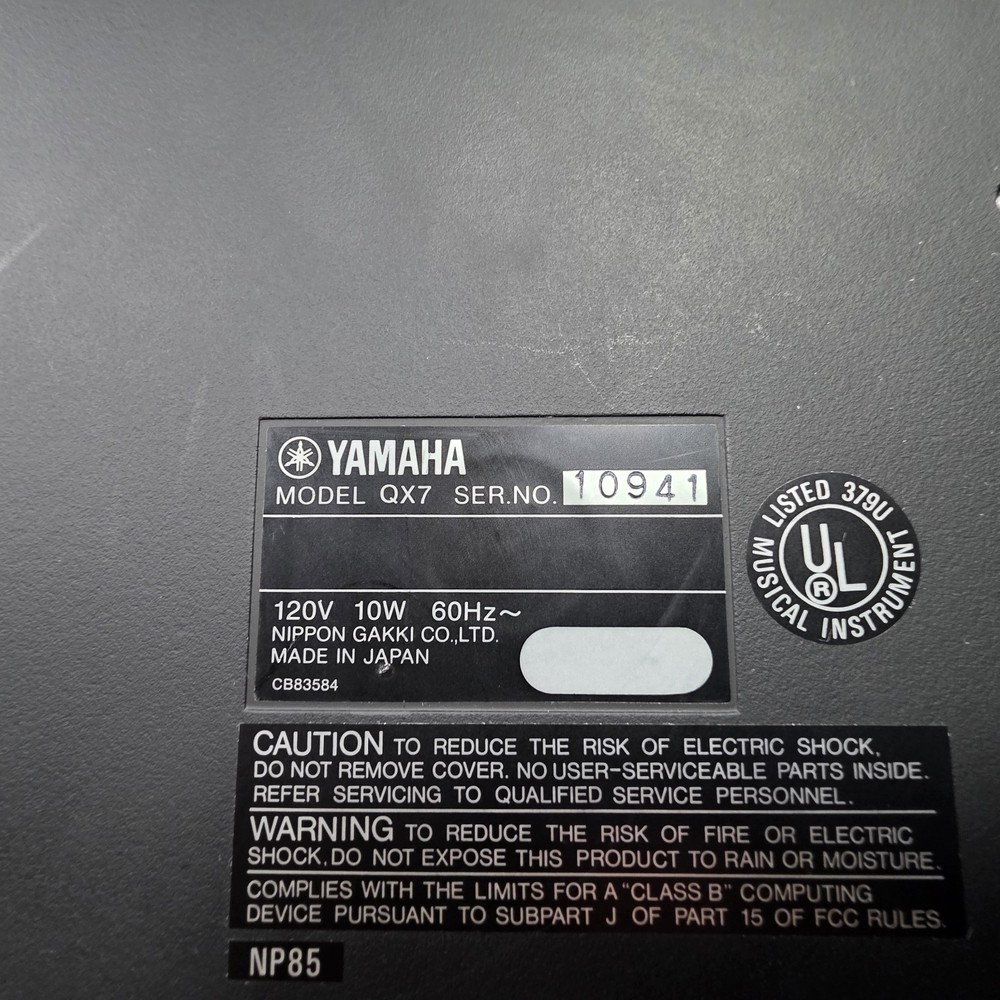 YAMAHA
MODEL QX7 SER.NO. 10941
120V 10W 60Hz~
NIPPON GAKKI CO.,LTD.
MADE IN JAPAN
CB83584
LISTED 379U
UL
®
MUSICAL INSTRUMENT
CAUTION TO REDUCE THE RISK OF ELECTRIC SHOCK,
DO NOT REMOVE COVER. NO USER-SERVICEABLE PARTS INSIDE.
REFER SERVICING TO QUALIFIED SERVICE PERSONNEL.
WARNING TO REDUCE THE RISK OF FIRE OR ELECTRIC
SHOCK, DO NOT EXPOSE THIS PRODUCT TO RAIN OR MOISTURE.
COMPLIES WITH THE LIMITS FOR A "CLASS B" COMPUTING
DEVICE PURSUANT TO SUBPART J OF PART 15 OF FCC RULES.
NP85